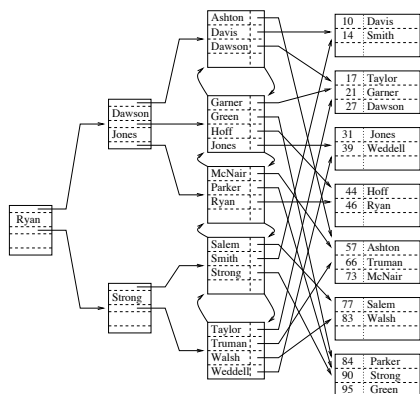 Ryan
Dawson
Jones
Strong
Ashton
Davis
Dawson
Garner
Green
Hoff
Jones
McNair
Parker
Ryan
Salem
Smith
Strong
Taylor
Truman
Walsh
Weddell
10 Davis
14 Smith
17 Taylor
21 Garner
27 Dawson
31 Jones
39 Weddell
44 Hoff
46 Ryan
57 Ashton
66 Truman
73 McNair
77 Salem
83 Walsh
84 Parker
90 Strong
95 Green